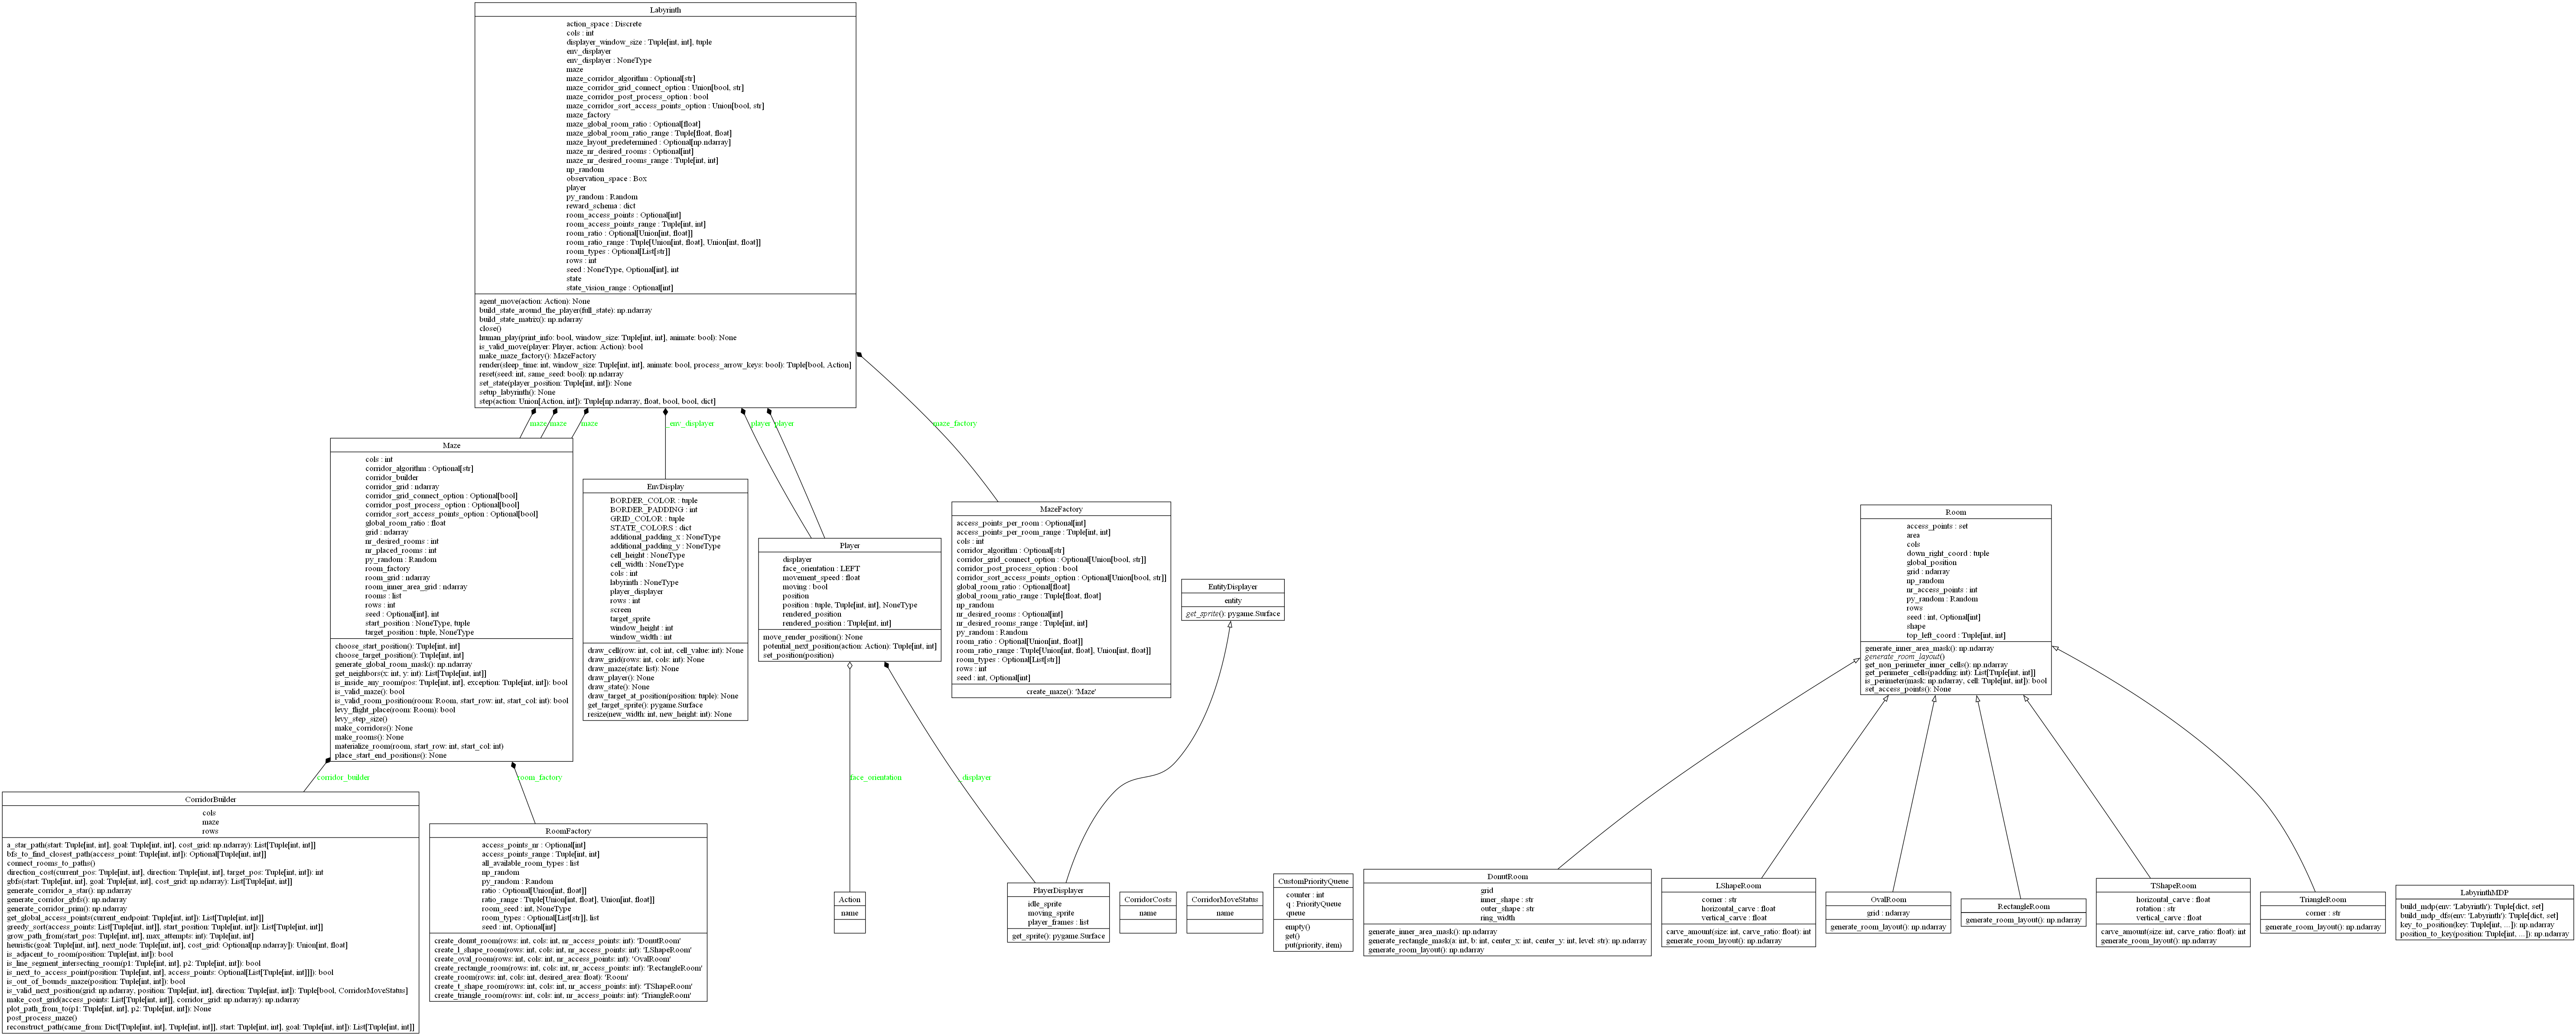 Labyrinth
action_space : Discrete
cols : int
displayer_window_size : Tuple[int, int], tuple
env_displayer
env_displayer : NoneType
maze
maze_corridor_algorithm : Optional[str]
maze_corridor_grid_connect_option : Union[bool, str]
maze_corridor_post_process_option : bool
maze_corridor_sort_access_points_option : Union[bool, str]
maze_factory
maze_global_room_ratio : Optional[float]
maze_global_room_ratio_range : Tuple[float, float]
maze_layout_predetermined : Optional[np.ndarray]
maze_nr_desired_rooms : Optional[int]
maze_nr_desired_rooms_range : Tuple[int, int]
np_random
observation_space : Box
player
py_random : Random
reward_schema : dict
room_access_points : Optional[int]
room_access_points_range : Tuple[int, int]
room_ratio : Optional[Union[int, float]]
room_ratio_range : Tuple[Union[int, float], Union[int, float]]
room_types : Optional[List[str]]
rows : int
seed : NoneType, Optional[int], int
state
state_vision_range : Optional[int]
agent_move(action: Action): None
build_state_around_the_player(full_state): np.ndarray
build_state_matrix(): np.ndarray
close()
human_play(print_info: bool, window_size: Tuple[int, int], animate: bool): None
is_valid_move(player: Player, action: Action): bool
make_maze_factory(): MazeFactory
render(sleep_time: int, window_size: Tuple[int, int], animate: bool, process_arrow_keys: bool): Tuple[bool, Action]
reset(seed: int, same_seed: bool): np.ndarray
set_state(player_position: Tuple[int, int]): None
setup_labyrinth(): None
step(action: Union[Action, int]): Tuple[np.ndarray, float, bool, bool, dict]
maze
maze
maze
_env_displayer
player
player
maze_factory
Maze
cols : int
corridor_algorithm : Optional[str]
corridor_builder
corridor_grid : ndarray
corridor_grid_connect_option : Optional[bool]
corridor_post_process_option : Optional[bool]
corridor_sort_access_points_option : Optional[bool]
global_room_ratio : float
grid : ndarray
nr_desired_rooms : int
nr_placed_rooms : int
py_random : Random
room_factory
room_grid : ndarray
room_inner_area_grid : ndarray
rooms : list
rows : int
seed : Optional[int], int
start_position : NoneType, tuple
target_position : tuple, NoneType
choose_start_position(): Tuple[int, int]
choose_target_position(): Tuple[int, int]
generate_global_room_mask(): np.ndarray
get_neighbors(x: int, y: int): List[Tuple[int, int]]
is_inside_any_room(pos: Tuple[int, int], exception: Tuple[int, int]): bool
is_valid_maze(): bool
is_valid_room_position(room: Room, start_row: int, start_col: int): bool
levy_flight_place(room: Room): bool
levy_step_size()
make_corridors(): None
make_rooms(): None
materialize_room(room, start_row: int, start_col: int)
place_start_end_positions(): None
EnvDisplay
BORDER_COLOR : tuple
BORDER_PADDING : int
GRID_COLOR : tuple
STATE_COLORS : dict
additional_padding_x : NoneType
additional_padding_y : NoneType
cell_height : NoneType
cell_width : NoneType
cols : int
labyrinth : NoneType
player_displayer
rows : int
screen
target_sprite
window_height : int
window_width : int
draw_cell(row: int, col: int, cell_value: int): None
draw_grid(rows: int, cols: int): None
draw_maze(state: list): None
draw_player(): None
draw_state(): None
draw_target_at_position(position: tuple): None
get_target_sprite(): pygame.Surface
resize(new_width: int, new_height: int): None
Player
displayer
face_orientation : LEFT
movement_speed : float
moving : bool
position
position : tuple, Tuple[int, int], NoneType
rendered_position
rendered_position : Tuple[int, int]
move_render_position(): None
potential_next_position(action: Action): Tuple[int, int]
set_position(position)
MazeFactory
access_points_per_room : Optional[int]
access_points_per_room_range : Tuple[int, int]
cols : int
corridor_algorithm : Optional[str]
corridor_grid_connect_option : Optional[Union[bool, str]]
corridor_post_process_option : bool
corridor_sort_access_points_option : Optional[Union[bool, str]]
global_room_ratio : Optional[float]
global_room_ratio_range : Tuple[float, float]
np_random
nr_desired_rooms : Optional[int]
nr_desired_rooms_range : Tuple[int, int]
py_random : Random
room_ratio : Optional[Union[int, float]]
room_ratio_range : Tuple[Union[int, float], Union[int, float]]
room_types : Optional[List[str]]
rows : int
seed : int, Optional[int]
create_maze(): 'Maze'
EntityDisplayer
entity
get_sprite(): pygame.Surface
Room
access_points : set
area
cols
down_right_coord : tuple
global_position
grid : ndarray
np_random
nr_access_points : int
py_random : Random
rows
seed : int, Optional[int]
shape
top_left_coord : Tuple[int, int]
generate_inner_area_mask(): np.ndarray
generate_room_layout()
get_non_perimeter_inner_cells(): np.ndarray
get_perimeter_cells(padding: int): List[Tuple[int, int]]
is_perimeter(mask: np.ndarray, cell: Tuple[int, int]): bool
set_access_points(): None
corridor_builder
room_factory
face_orientation
displayer
CorridorBuilder
cols
maze
rows
a_star_path(start: Tuple[int, int], goal: Tuple[int, int], cost_grid: np.ndarray): List[Tuple[int, int]]
bfs_to_find_closest_path(access_point: Tuple[int, int]): Optional[Tuple[int, int]]
connect_rooms_to_paths()
direction_cost(current_pos: Tuple[int, int], direction: Tuple[int, int], target_pos: Tuple[int, int]): int
gbfs(start: Tuple[int, int], goal: Tuple[int, int], cost_grid: np.ndarray): List[Tuple[int, int]]
generate_corridor_a_star(): np.ndarray
generate_corridor_gbfs(): np.ndarray
generate_corridor_prim(): np.ndarray
get_global_access_points(current_endpoint: Tuple[int, int]): List[Tuple[int, int]]
greedy_sort(access_points: List[Tuple[int, int]], start_position: Tuple[int, int]): List[Tuple[int, int]]
grow_path_from(start_pos: Tuple[int, int], max_attempts: int): Tuple[int, int]
heuristic(goal: Tuple[int, int], next_node: Tuple[int, int], cost_grid: Optional[np.ndarray]): Union[int, float]
is_adjacent_to_room(position: Tuple[int, int]): bool
is_line_segment_intersecting_room(p1: Tuple[int, int], p2: Tuple[int, int]): bool
is_next_to_access_point(position: Tuple[int, int], access_points: Optional[List[Tuple[int, int]]]): bool
is_out_of_bounds_maze(position: Tuple[int, int]): bool
is_valid_next_position(grid: np.ndarray, position: Tuple[int, int], direction: Tuple[int, int]): Tuple[bool, CorridorMoveStatus]
make_cost_grid(access_points: List[Tuple[int, int]], corridor_grid: np.ndarray): np.ndarray
plot_path_from_to(p1: Tuple[int, int], p2: Tuple[int, int]): None
post_process_maze()
reconstruct_path(came_from: Dict[Tuple[int, int], Tuple[int, int]], start: Tuple[int, int], goal: Tuple[int, int]): List[Tuple[int, int]]
RoomFactory
access_points_nr : Optional[int]
access_points_range : Tuple[int, int]
all_available_room_types : list
np_random
py_random : Random
ratio : Optional[Union[int, float]]
ratio_range : Tuple[Union[int, float], Union[int, float]]
room_seed : int, NoneType
room_types : Optional[List[str]], list
seed : int, Optional[int]
create_donut_room(rows: int, cols: int, nr_access_points: int): 'DonutRoom'
create_l_shape_room(rows: int, cols: int, nr_access_points: int): 'LShapeRoom'
create_oval_room(rows: int, cols: int, nr_access_points: int): 'OvalRoom'
create_rectangle_room(rows: int, cols: int, nr_access_points: int): 'RectangleRoom'
create_room(rows: int, cols: int, desired_area: float): 'Room'
create_t_shape_room(rows: int, cols: int, nr_access_points: int): 'TShapeRoom'
create_triangle_room(rows: int, cols: int, nr_access_points: int): 'TriangleRoom'
Action
name
PlayerDisplayer
idle_sprite
moving_sprite
player_frames : list
get_sprite(): pygame.Surface
CorridorCosts
name
CorridorMoveStatus
name
CustomPriorityQueue
counter : int
q : PriorityQueue
queue
empty()
get()
put(priority, item)
DonutRoom
grid
inner_shape : str
outer_shape : str
ring_width
generate_inner_area_mask(): np.ndarray
generate_rectangle_mask(a: int, b: int, center_x: int, center_y: int, level: str): np.ndarray
generate_room_layout(): np.ndarray
LShapeRoom
corner : str
horizontal_carve : float
vertical_carve : float
carve_amount(size: int, carve_ratio: float): int
generate_room_layout(): np.ndarray
OvalRoom
grid : ndarray
generate_room_layout(): np.ndarray
RectangleRoom
generate_room_layout(): np.ndarray
TShapeRoom
horizontal_carve : float
rotation : str
vertical_carve : float
carve_amount(size: int, carve_ratio: float): int
generate_room_layout(): np.ndarray
TriangleRoom
corner : str
generate_room_layout(): np.ndarray
LabyrinthMDP
build_mdp(env: 'Labyrinth'): Tuple[dict, set]
build_mdp_dfs(env: 'Labyrinth'): Tuple[dict, set]
key_to_position(key: Tuple[int, ...]): np.ndarray
position_to_key(position: Tuple[int, ...]): np.ndarray